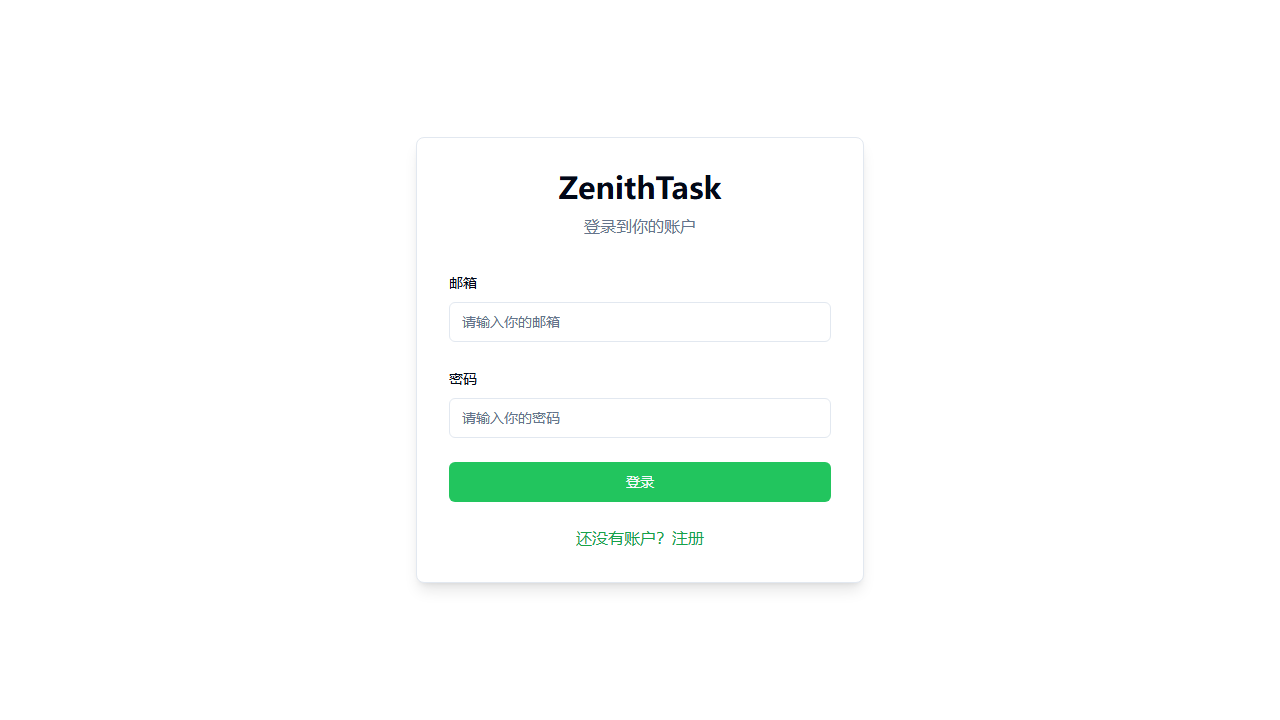 ZenithTask
登录到你的账户
邮箱
请输入你的邮箱
密码
请输入你的密码
登录
还没有账户？注册